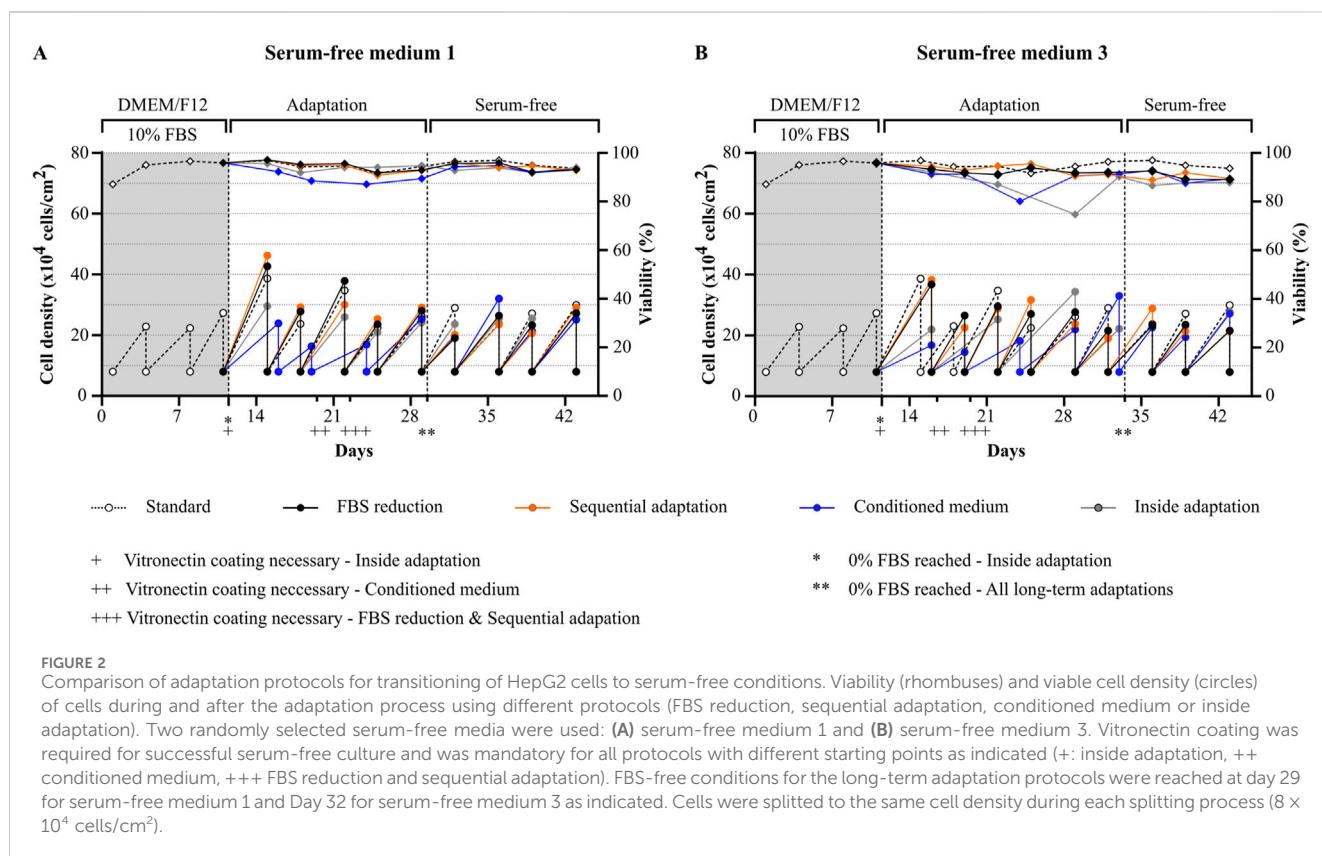 A
Serum-free medium 1
DMEM/F12
Adaptation
Serum-free
10% FBS
Cell density (x10⁴ cells/cm²)
80
60
40
20
0
100
80
60
40
20
0
Viability (%)
0 7 14 21 28 35 42
* **
+ ++ +++
Days
B
Serum-free medium 3
DMEM/F12
Adaptation
Serum-free
10% FBS
Cell density (x10⁴ cells/cm²)
80
60
40
20
0
100
80
60
40
20
0
Viability (%)
0 7 14 21 28 35 42
* **
+ ++ +++
Days
Standard FBS reduction Sequential adaptation Conditioned medium Inside adaptation
+ Vitronectin coating necessary - Inside adaptation
++ Vitronectin coating neccessary - Conditioned medium
+++ Vitronectin coating necessary - FBS reduction & Sequential adapation
* 0% FBS reached - Inside adaptation
** 0% FBS reached - All long-term adaptations
FIGURE 2
Comparison of adaptation protocols for transitioning of HepG2 cells to serum-free conditions. Viability (rhombuses) and viable cell density (circles)
of cells during and after the adaptation process using different protocols (FBS reduction, sequential adaptation, conditioned medium or inside
adaptation). Two randomly selected serum-free media were used: (A) serum-free medium 1 and (B) serum-free medium 3. Vitronectin coating was
required for successful serum-free culture and was mandatory for all protocols with different starting points as indicated (+: inside adaptation, ++
conditioned medium, +++ FBS reduction and sequential adaptation). FBS-free conditions for the long-term adaptation protocols were reached at day 29
for serum-free medium 1 and Day 32 for serum-free medium 3 as indicated. Cells were splitted to the same cell density during each splitting process (8 ×
10⁴ cells/cm²).